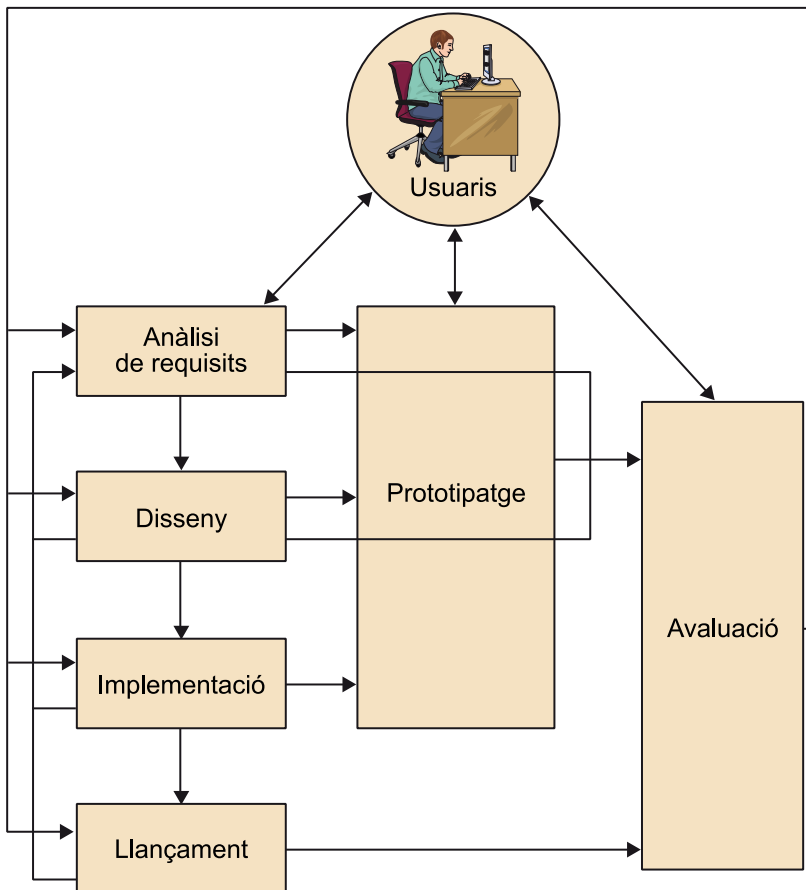 Usuaris
Anàlisi
de requisits
Disseny
Prototipatge
Avaluació
Implementació
Llançament